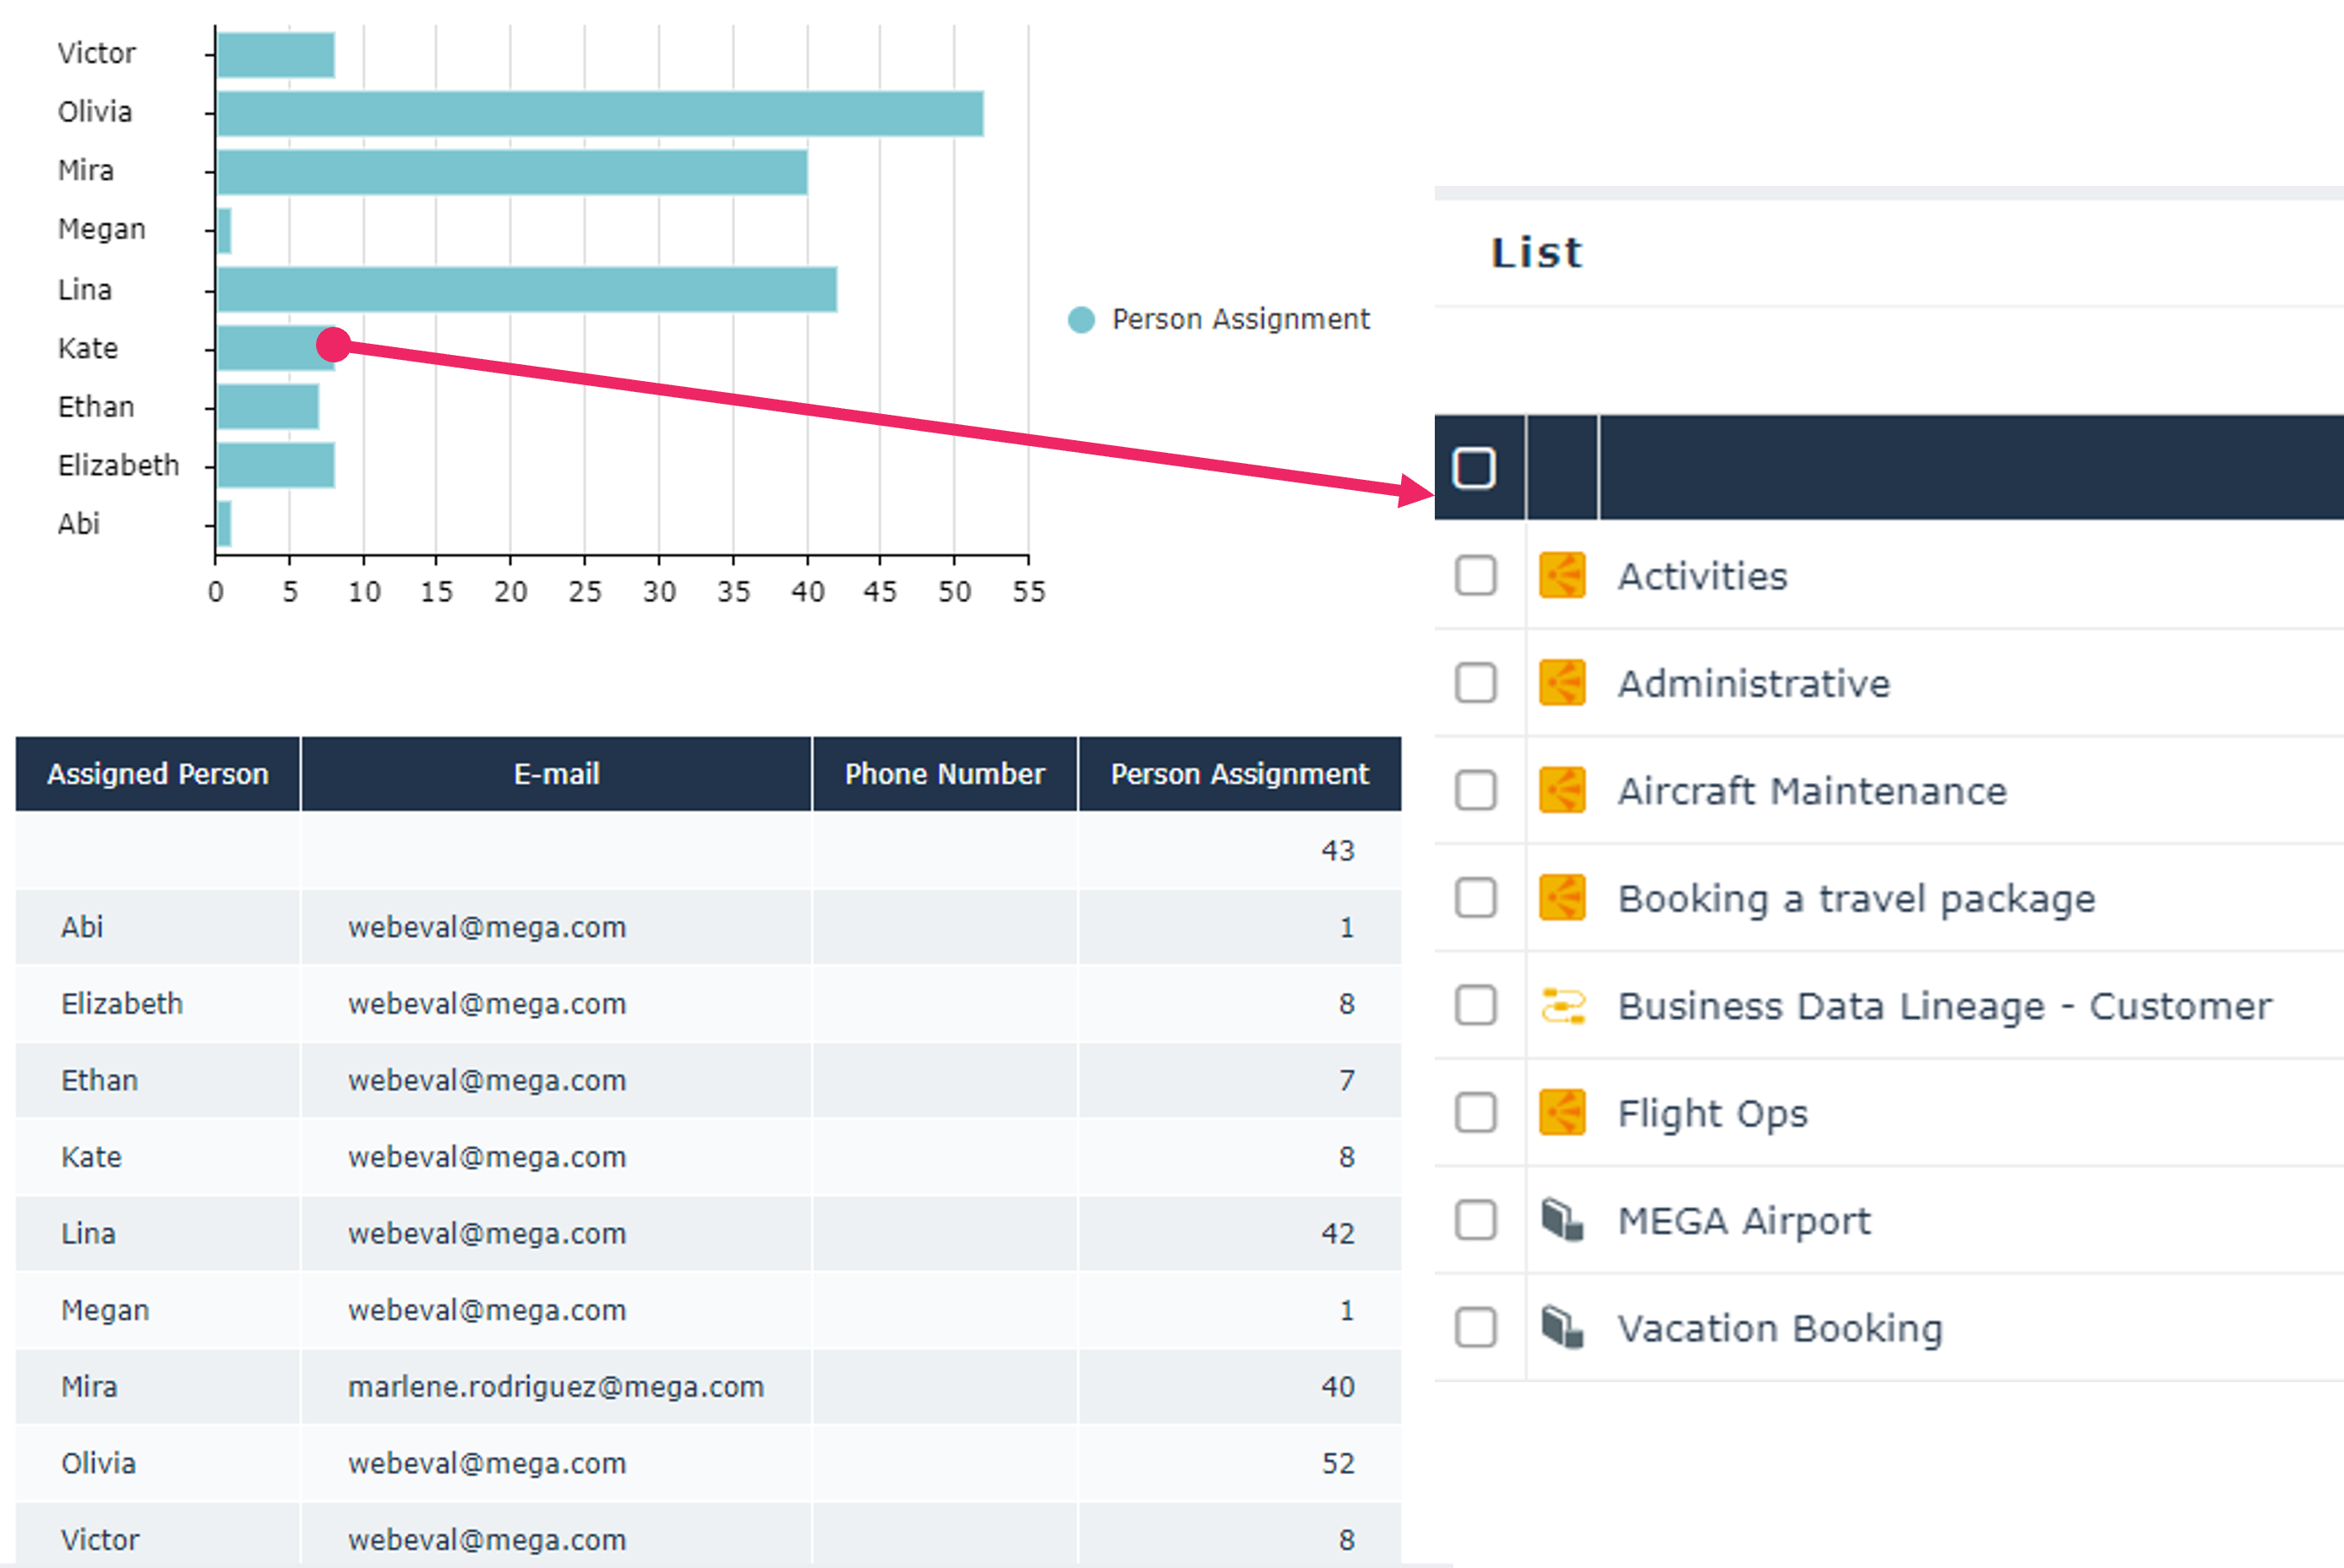 Victor
Olivia
Mira
Megan
Lina
Kate
Ethan
Elizabeth
Abi
0 5 10 15 20 25 30 35 40 45 50 55
Person Assignment
Assigned Person E-mail Phone Number Person Assignment
43
Abi webeval@mega.com 1
Elizabeth webeval@mega.com 8
Ethan webeval@mega.com 7
Kate webeval@mega.com 8
Lina webeval@mega.com 42
Megan webeval@mega.com 1
Mira marlene.rodriguez@mega.com 40
Olivia webeval@mega.com 52
Victor webeval@mega.com 8
List
Activities
Administrative
Aircraft Maintenance
Booking a travel package
Business Data Lineage - Customer
Flight Ops
MEGA Airport
Vacation Booking